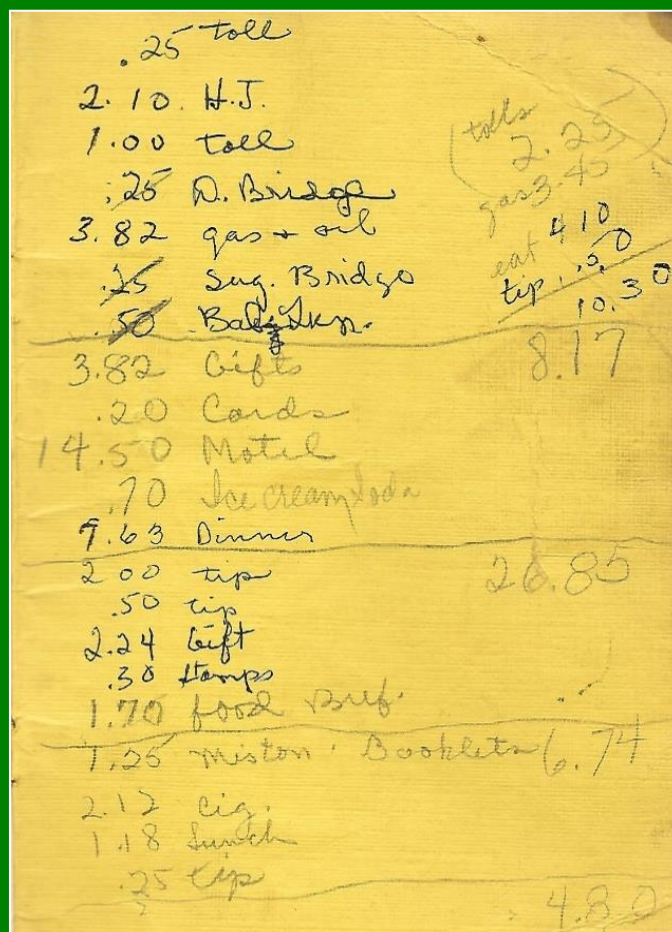 .25 toll
2.10. H.J.
1.00 toll
.25 D. Bridge
3.82 gas + oil
.25 Sag. Bridge
.50 Baby
tolls 2.25
gas 3.40
eat 4 10
tip .50
10.30
8.17
3.82 Gifts
.20 Cards
14.50 Motel
.70 Ice cream Soda
7.63 Dinner
26.85
2 00 tip
.50 tip
2.24 Gift
.30 stamps
1.70 food
6.74
1.25 Booklets
2.12 cig.
1.18 Lunch
.25 tip
4.80